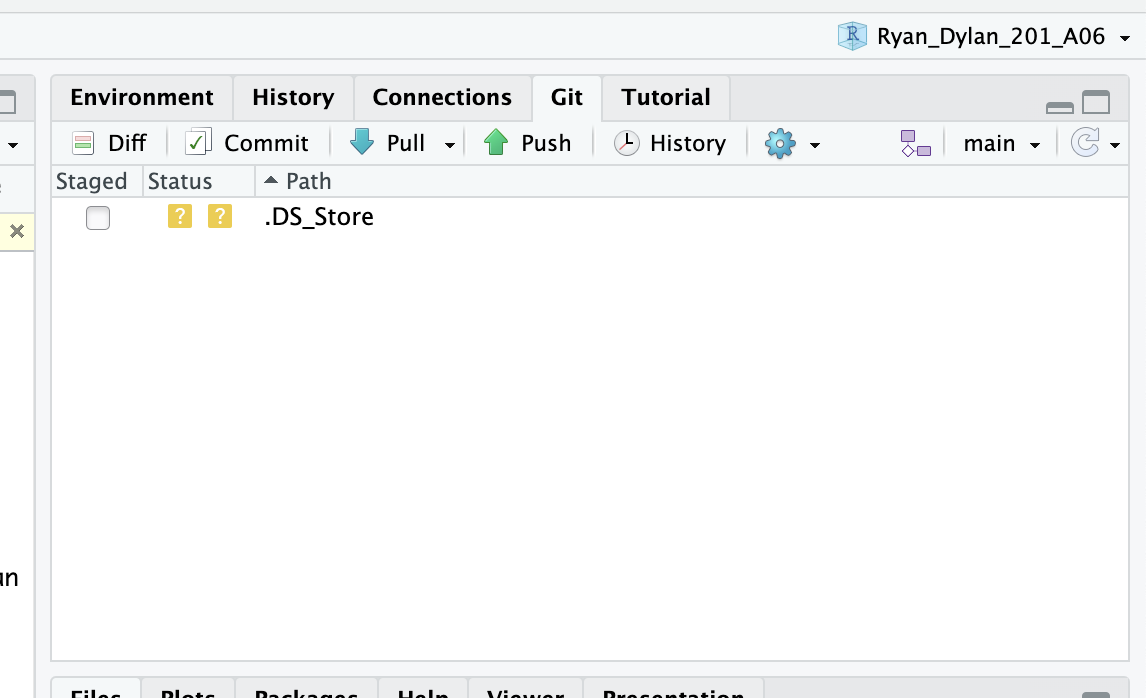 Ryan_Dylan_201_A06
Environment History Connections Git Tutorial
Diff Commit Pull Push History main
Staged Status Path
? ? .DS_Store
Files Plots Packages Help Viewer Presentation